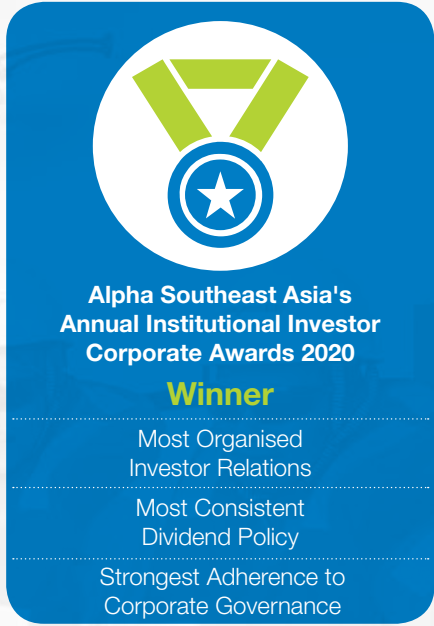 Alpha Southeast Asia's
Annual Institutional Investor
Corporate Awards 2020
Winner
Most Organised
Investor Relations
Most Consistent
Dividend Policy
Strongest Adherence to
Corporate Governance